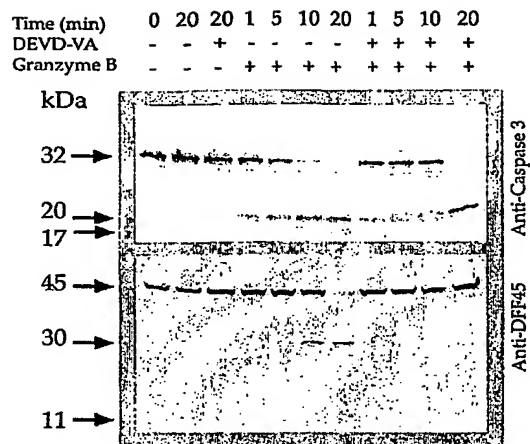 Time (min) 0 20 20 1 5 10 20 1 5 10 20
DEVD-VA - - + - - - - + + + +
Granzyme B - - - + + + + + + + +
kDa
32
20
17
Anti-Caspase 3
45
30
11
Anti-DFF45